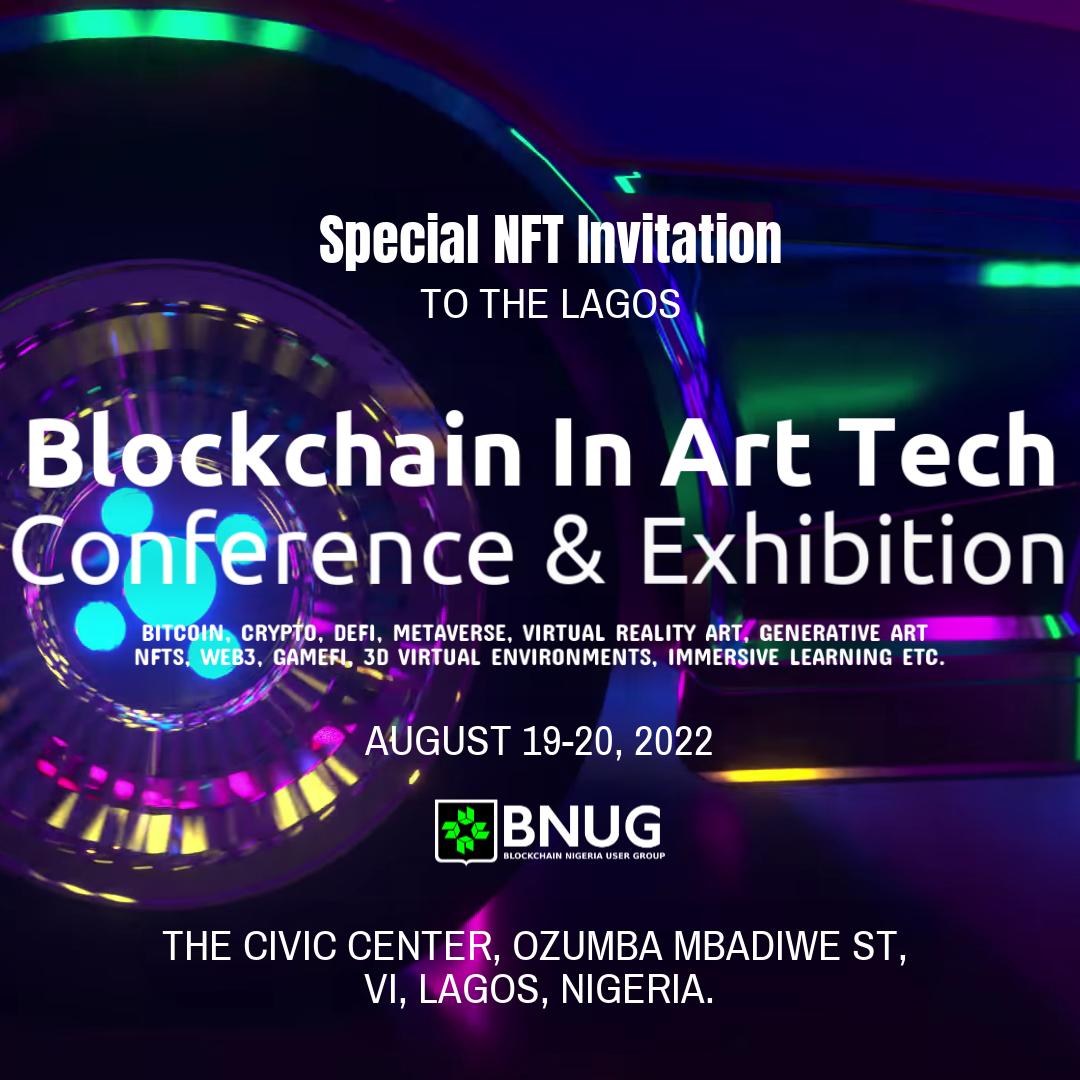 Special NFT Invitation
TO THE LAGOS
Blockchain In Art Tech
Conference & Exhibition
BITCOIN, CRYPTO, DEFI, METAVERSE, VIRTUAL REALITY ART, GENERATIVE ART
NFTS, WEB3, GAMEFI, 3D VIRTUAL ENVIRONMENTS, IMMERSIVE LEARNING ETC.
AUGUST 19-20, 2022
BNUG
BLOCKCHAIN NIGERIA USER GROUP
THE CIVIC CENTER, OZUMBA MBADIWE ST,
VI, LAGOS, NIGERIA.